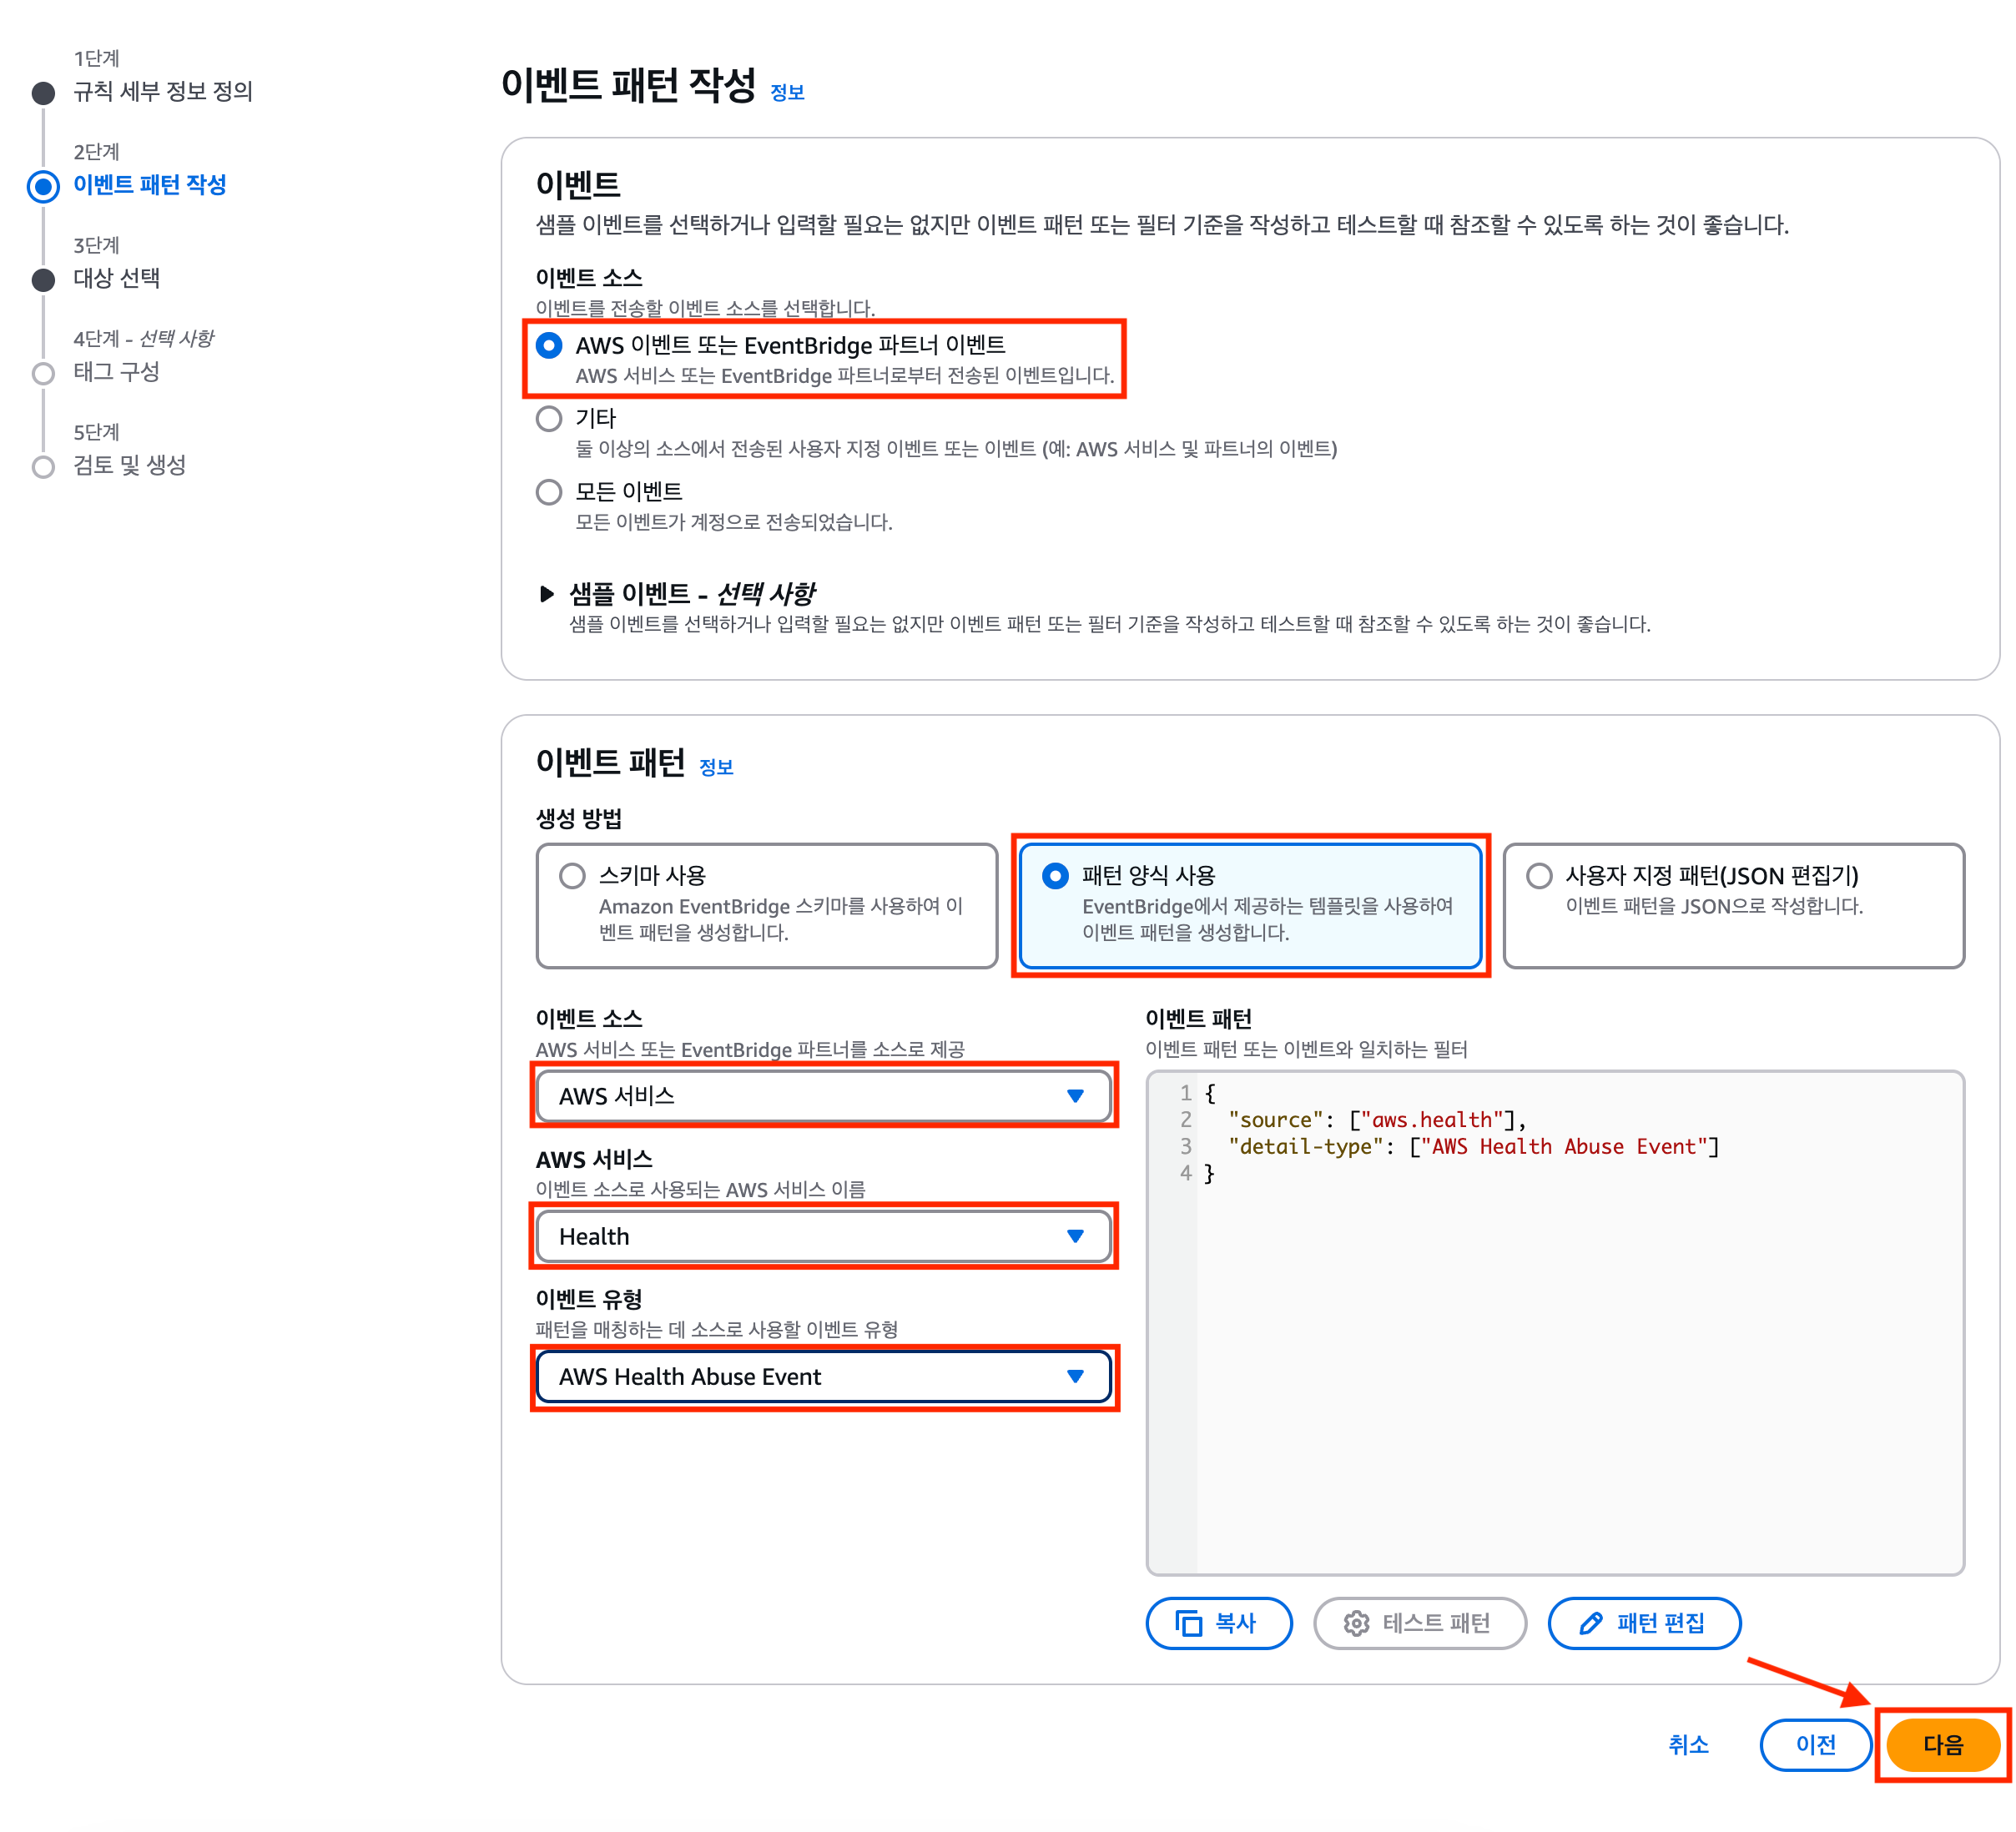 1단계
규칙 세부 정보 정의
2단계
이벤트 패턴 작성
3단계
대상 선택
4단계 - 선택 사항
태그 구성
5단계
검토 및 생성
이벤트 패턴 작성 정보
이벤트
샘플 이벤트를 선택하거나 입력할 필요는 없지만 이벤트 패턴 또는 필터 기준을 작성하고 테스트할 때 참조할 수 있도록 하는 것이 좋습니다.
이벤트 소스
이벤트를 전송할 이벤트 소스를 선택합니다.
AWS 이벤트 또는 EventBridge 파트너 이벤트
AWS 서비스 또는 EventBridge 파트너로부터 전송된 이벤트입니다.
기타
둘 이상의 소스에서 전송된 사용자 지정 이벤트 또는 이벤트 (예: AWS 서비스 및 파트너의 이벤트)
모든 이벤트
모든 이벤트가 계정으로 전송되었습니다.
샘플 이벤트 - 선택 사항
샘플 이벤트를 선택하거나 입력할 필요는 없지만 이벤트 패턴 또는 필터 기준을 작성하고 테스트할 때 참조할 수 있도록 하는 것이 좋습니다.
이벤트 패턴 정보
생성 방법
스키마 사용
Amazon EventBridge 스키마를 사용하여 이
벤트 패턴을 생성합니다.
패턴 양식 사용
EventBridge에서 제공하는 템플릿을 사용하여
이벤트 패턴을 생성합니다.
사용자 지정 패턴(JSON 편집기)
이벤트 패턴을 JSON으로 작성합니다.
이벤트 소스
AWS 서비스 또는 EventBridge 파트너를 소스로 제공
AWS 서비스
AWS 서비스
이벤트 소스로 사용되는 AWS 서비스 이름
Health
이벤트 유형
패턴을 매칭하는 데 소스로 사용할 이벤트 유형
AWS Health Abuse Event
이벤트 패턴
이벤트 패턴 또는 이벤트와 일치하는 필터
1 {
2 "source": ["aws.health"],
3 "detail-type": ["AWS Health Abuse Event"]
4 }
복사
테스트 패턴
패턴 편집
취소
이전
다음